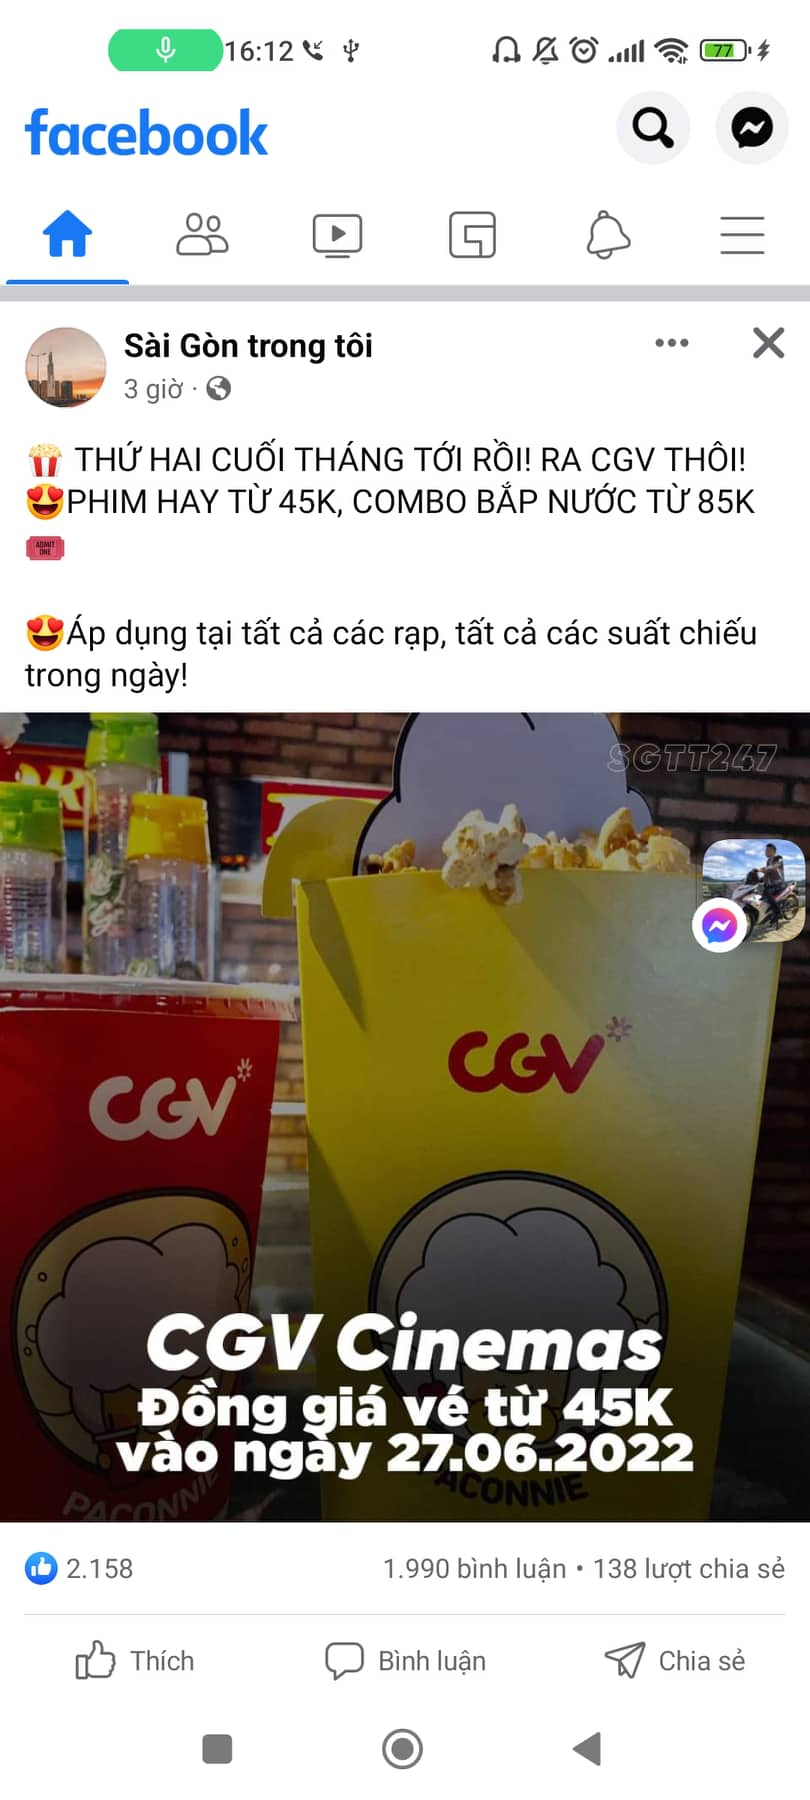 16:12
77
facebook
Sài Gòn trong tôi
3 giờ ·
🍿 THỨ HAI CUỐI THÁNG TỚI RỒI! RA CGV THÔI!
😍PHIM HAY TỪ 45K, COMBO BẮP NƯỚC TỪ 85K
ADMIT
ONE
😍Áp dụng tại tất cả các rạp, tất cả các suất chiếu
trong ngày!
SGTT247
CGV
CGV
CGV Cinemas
Đồng giá vé từ 45K
vào ngày 27.06.2022
PACONNIE
PACONNIE
2.158
1.990 bình luận • 138 lượt chia sẻ
Thích
Bình luận
Chia sẻ